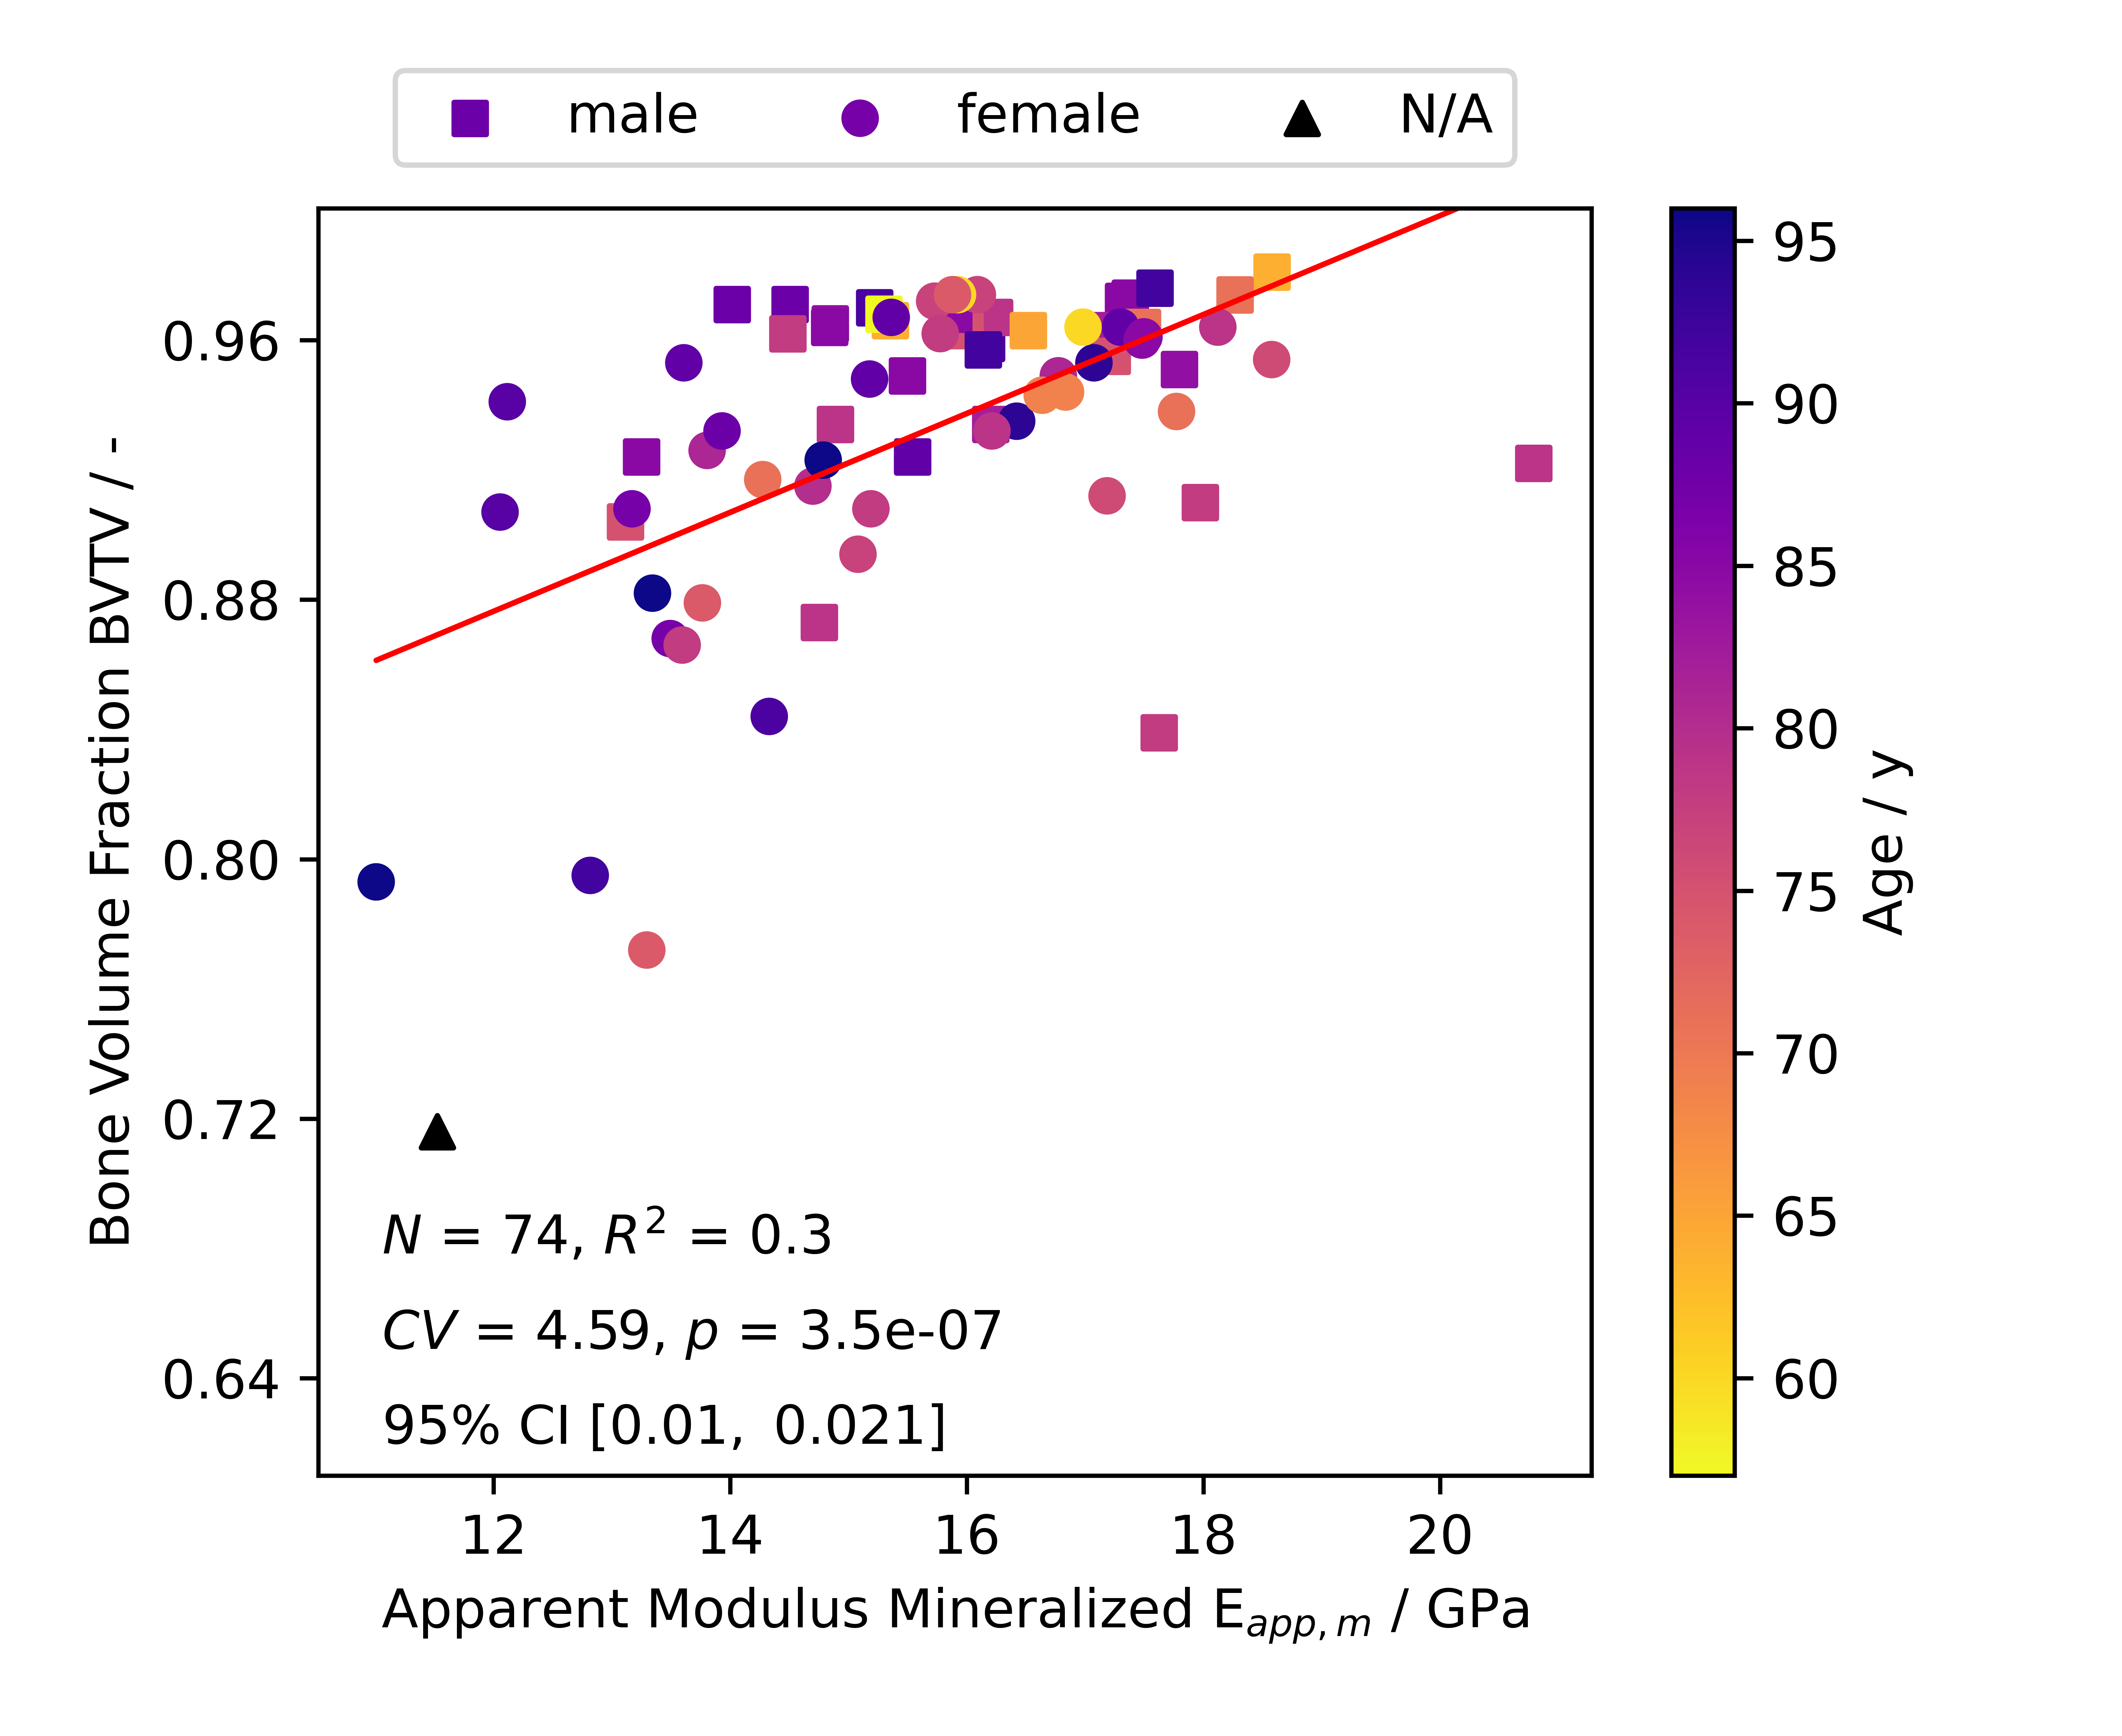 male female N/A
Bone Volume Fraction BVTV / -
0.96
0.88
0.80
0.72
0.64
N = 74, R² = 0.3
CV = 4.59, p = 3.5e-07
95% CI [0.01, 0.021]
12 14 16 18 20
Apparent Modulus Mineralized E_app,m / GPa
95
90
85
80
75
70
65
60
Age / y